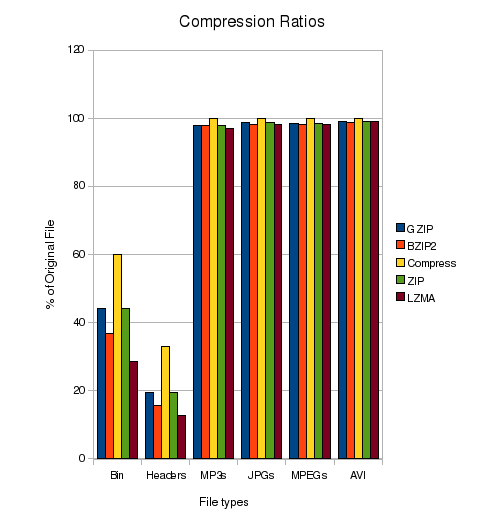 Compression Ratios
120
100
80
60
40
20
0
% of Original File
Bin Headers MP3s JPGs MPEGs AVI
File types
GZIP
BZIP2
Compress
ZIP
LZMA